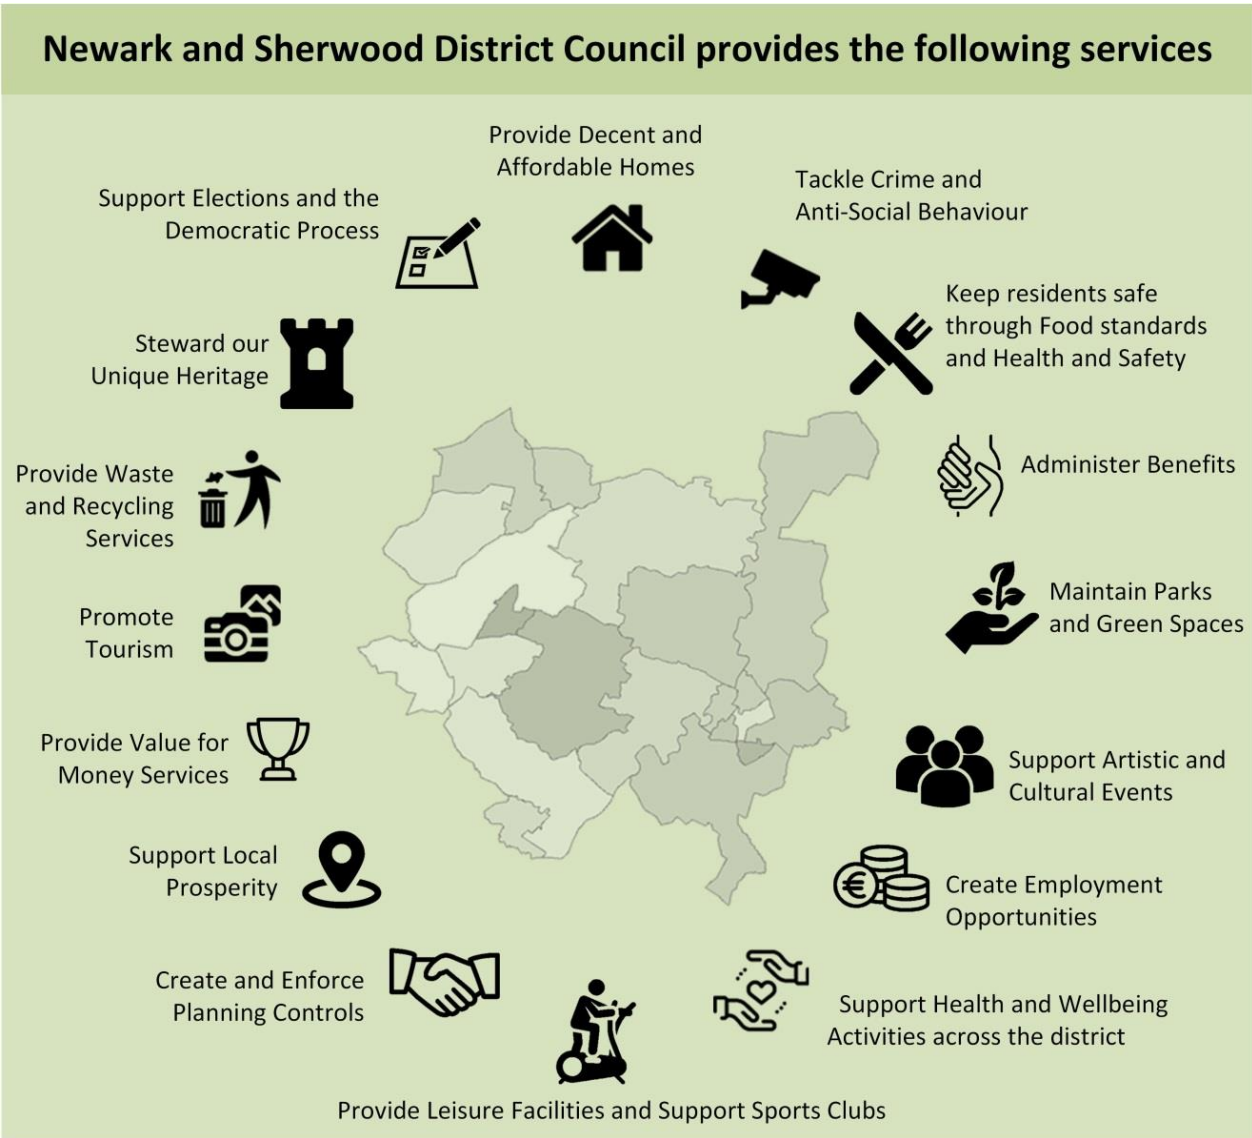 Newark and Sherwood District Council provides the following services
Provide Decent and
Affordable Homes
Tackle Crime and
Anti-Social Behaviour
Keep residents safe
through Food standards
and Health and Safety
Administer Benefits
Maintain Parks
and Green Spaces
Support Artistic and
Cultural Events
Create Employment
Opportunities
Support Health and Wellbeing
Activities across the district
Provide Leisure Facilities and Support Sports Clubs
Create and Enforce
Planning Controls
Support Local
Prosperity
Provide Value for
Money Services
Promote
Tourism
Provide Waste
and Recycling
Services
Steward our
Unique Heritage
Support Elections and the
Democratic Process
€